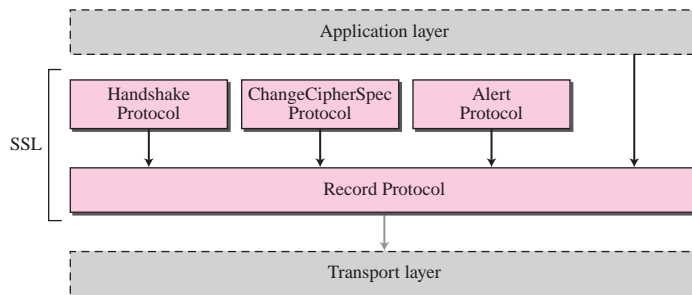 Application layer
Handshake
Protocol
ChangeCipherSpec
Protocol
Alert
Protocol
SSL
Record Protocol
Transport layer